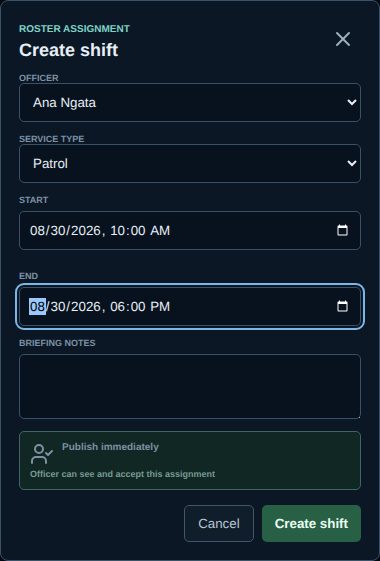 ROSTER ASSIGNMENT
Create shift
OFFICER
Ana Ngata
SERVICE TYPE
Patrol
START
08/30/2026, 10:00 AM
END
08/30/2026, 06:00 PM
BRIEFING NOTES
Publish immediately
Officer can see and accept this assignment
Cancel
Create shift